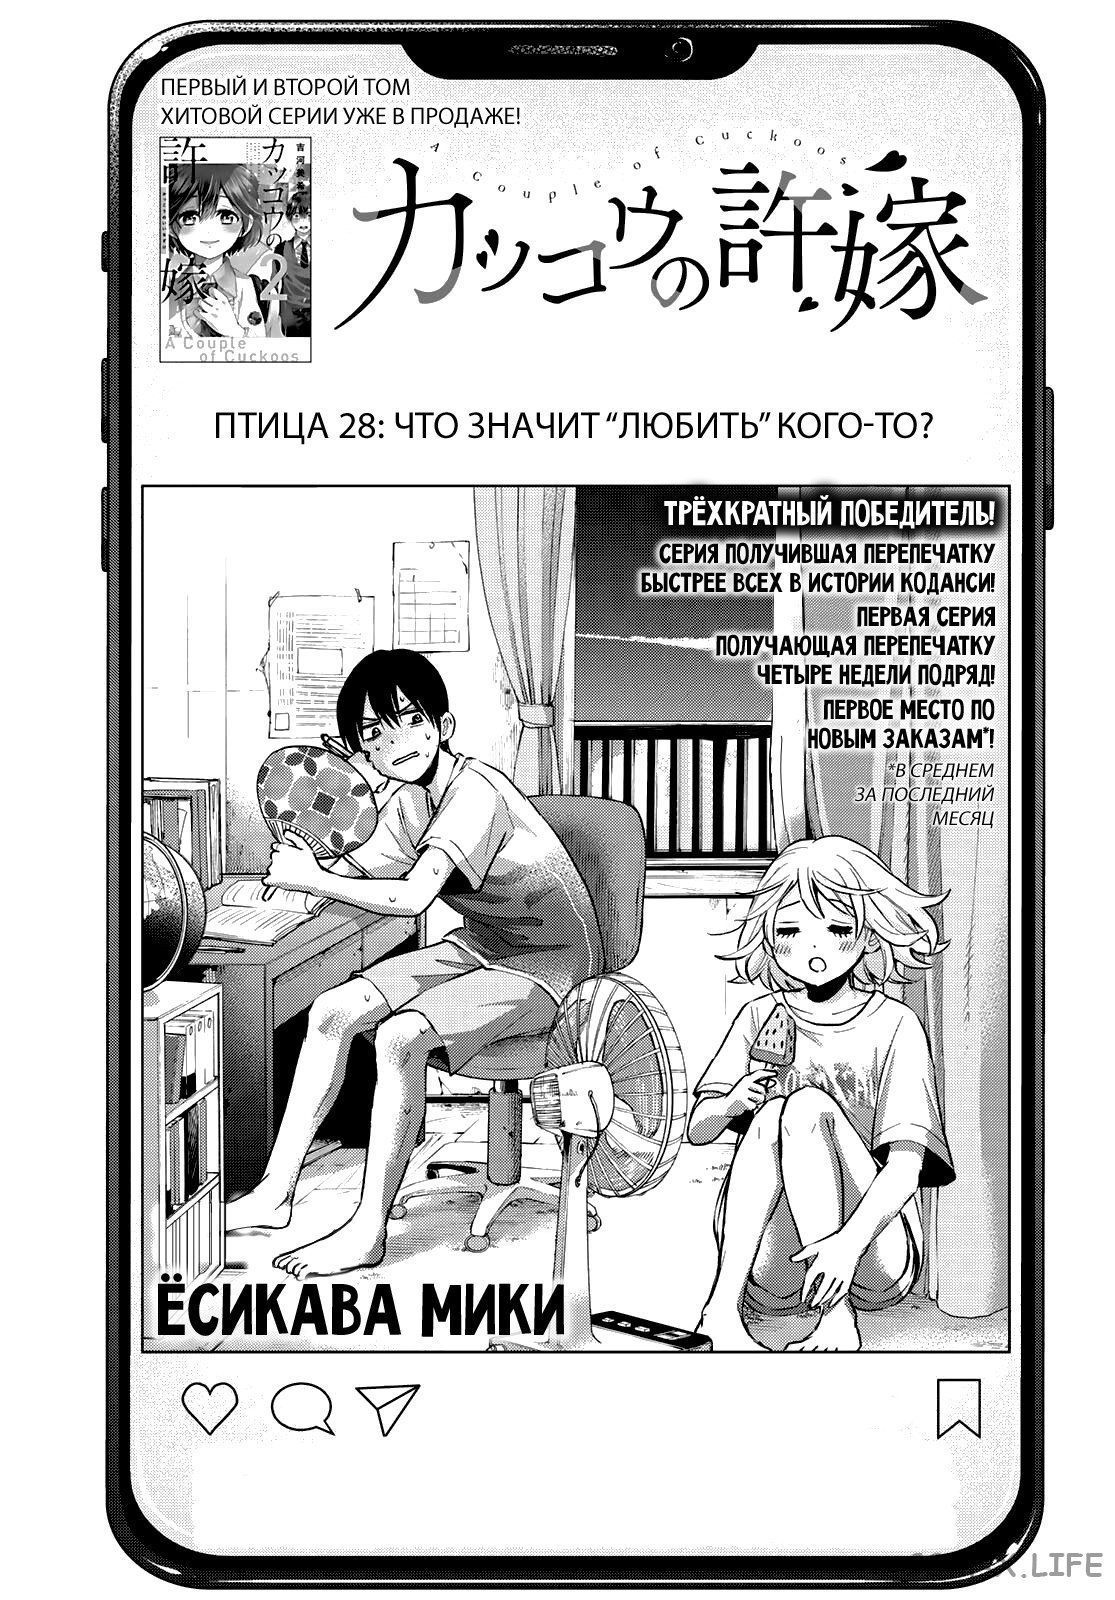 ПЕРВЫЙ И ВТОРОЙ ТОМ
ХИТОВОЙ СЕРИИ УЖЕ В ПРОДАЖЕ!
カッコウの
許嫁
2
A Couple
of Cuckoos
A Couple of Cuckoos
カッコウの許嫁
ПТИЦА 28: ЧТО ЗНАЧИТ “ЛЮБИТЬ” КОГО-ТО?
ТРЁХКРАТНЫЙ ПОБЕДИТЕЛЬ!
СЕРИЯ ПОЛУЧИВШАЯ ПЕРЕПЕЧАТКУ
БЫСТРЕЕ ВСЕХ В ИСТОРИИ КОДАНСИ!
ПЕРВАЯ СЕРИЯ
ПОЛУЧАЮЩАЯ ПЕРЕПЕЧАТКУ
ЧЕТЫРЕ НЕДЕЛИ ПОДРЯД!
ПЕРВОЕ МЕСТО ПО
НОВЫМ ЗАКАЗАМ*!
*В СРЕДНЕМ
ЗА ПОСЛЕДНИЙ
МЕСЯЦ
ЁСИКАВА МИКИ
.LIFE